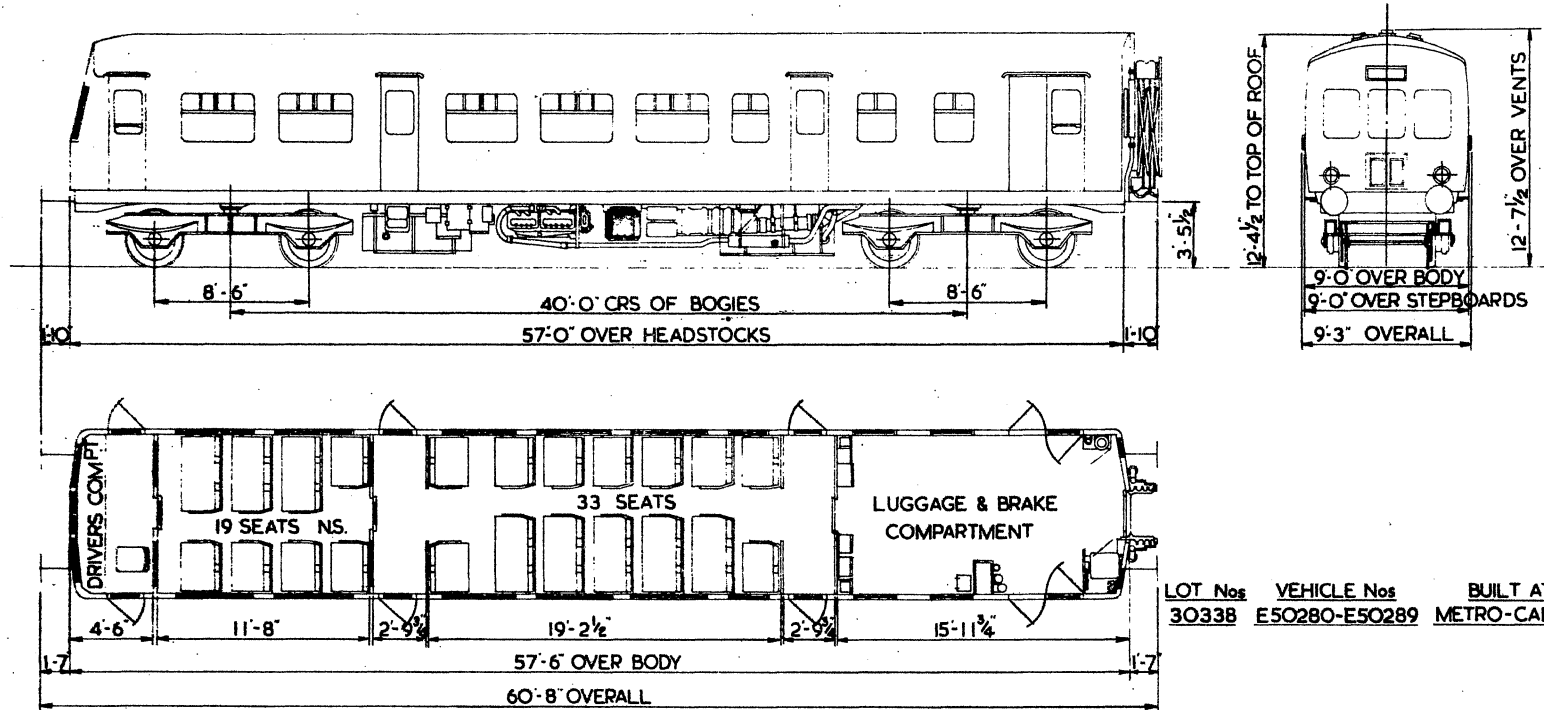 12'-4½" TO TOP OF ROOF
12'-7½" OVER VENTS
3'-5½"
8'-6"
40'-0" CRS OF BOGIES
8'-6"
1'-10"
57'-0" OVER HEADSTOCKS
1'-10"
9'-0 OVER BODY
9'-0" OVER STEPBOARDS
9'-3" OVERALL
DRIVERS COMPT
19 SEATS N.S.
33 SEATS
LUGGAGE & BRAKE
COMPARTMENT
4'-6"
11'-8"
2'-9¾"
19'-2½"
2'-9¾"
15'-11¾"
1'-7"
57'-6" OVER BODY
1'-7"
60'-8" OVERALL
LOT Nos VEHICLE Nos BUILT AT
30338 E50280-E50289 METRO-CAM